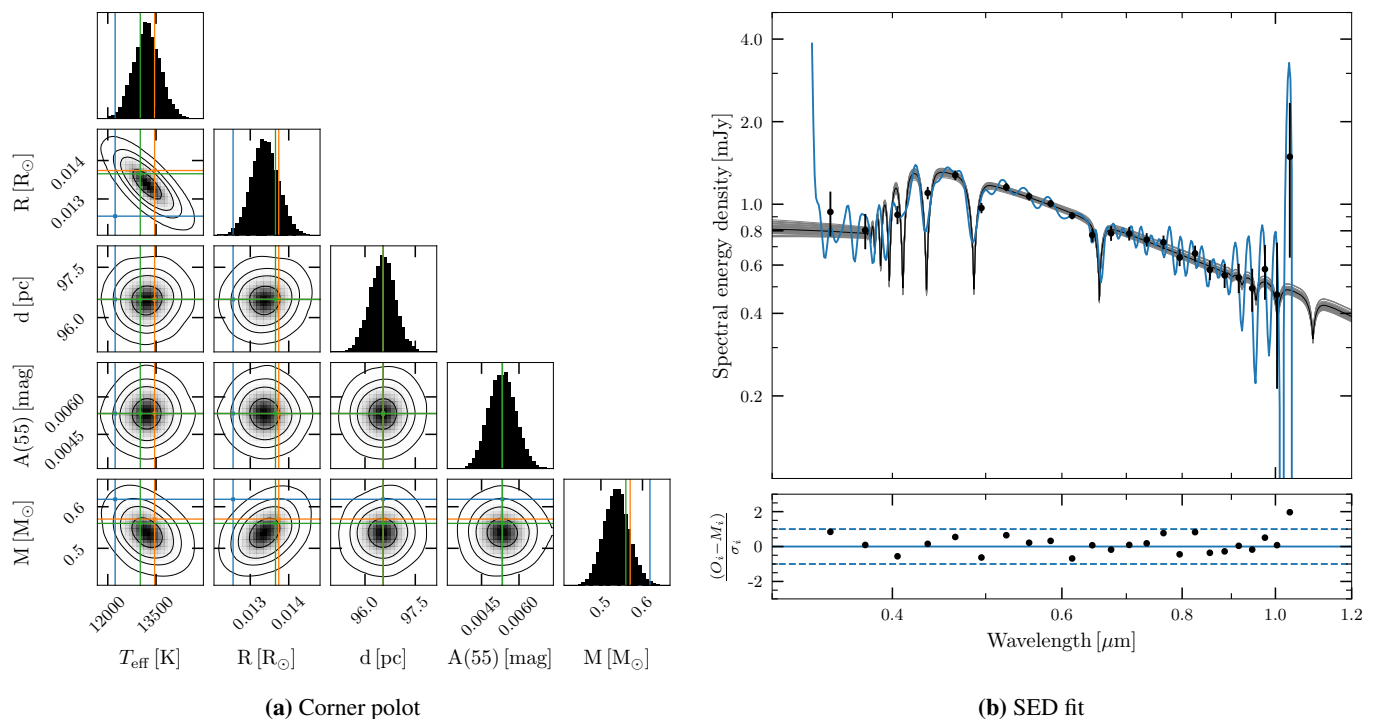 R [R⊙]
0.014
0.013
d [pc]
97.5
96.0
A(55) [mag]
0.0060
0.0045
M [M⊙]
0.6
0.5
12000
13500
0.013
0.014
96.0
97.5
0.0045
0.0060
0.5
0.6
T_eff [K]
R [R⊙]
d [pc]
A(55) [mag]
M [M⊙]
(a) Corner polot
Spectral energy density [mJy]
4.0
2.0
1.0
0.8
0.6
0.4
0.2
(O_i−M_i)
σ_i
2
0
-2
0.4
0.6
0.8
1.0
1.2
Wavelength [μm]
(b) SED fit